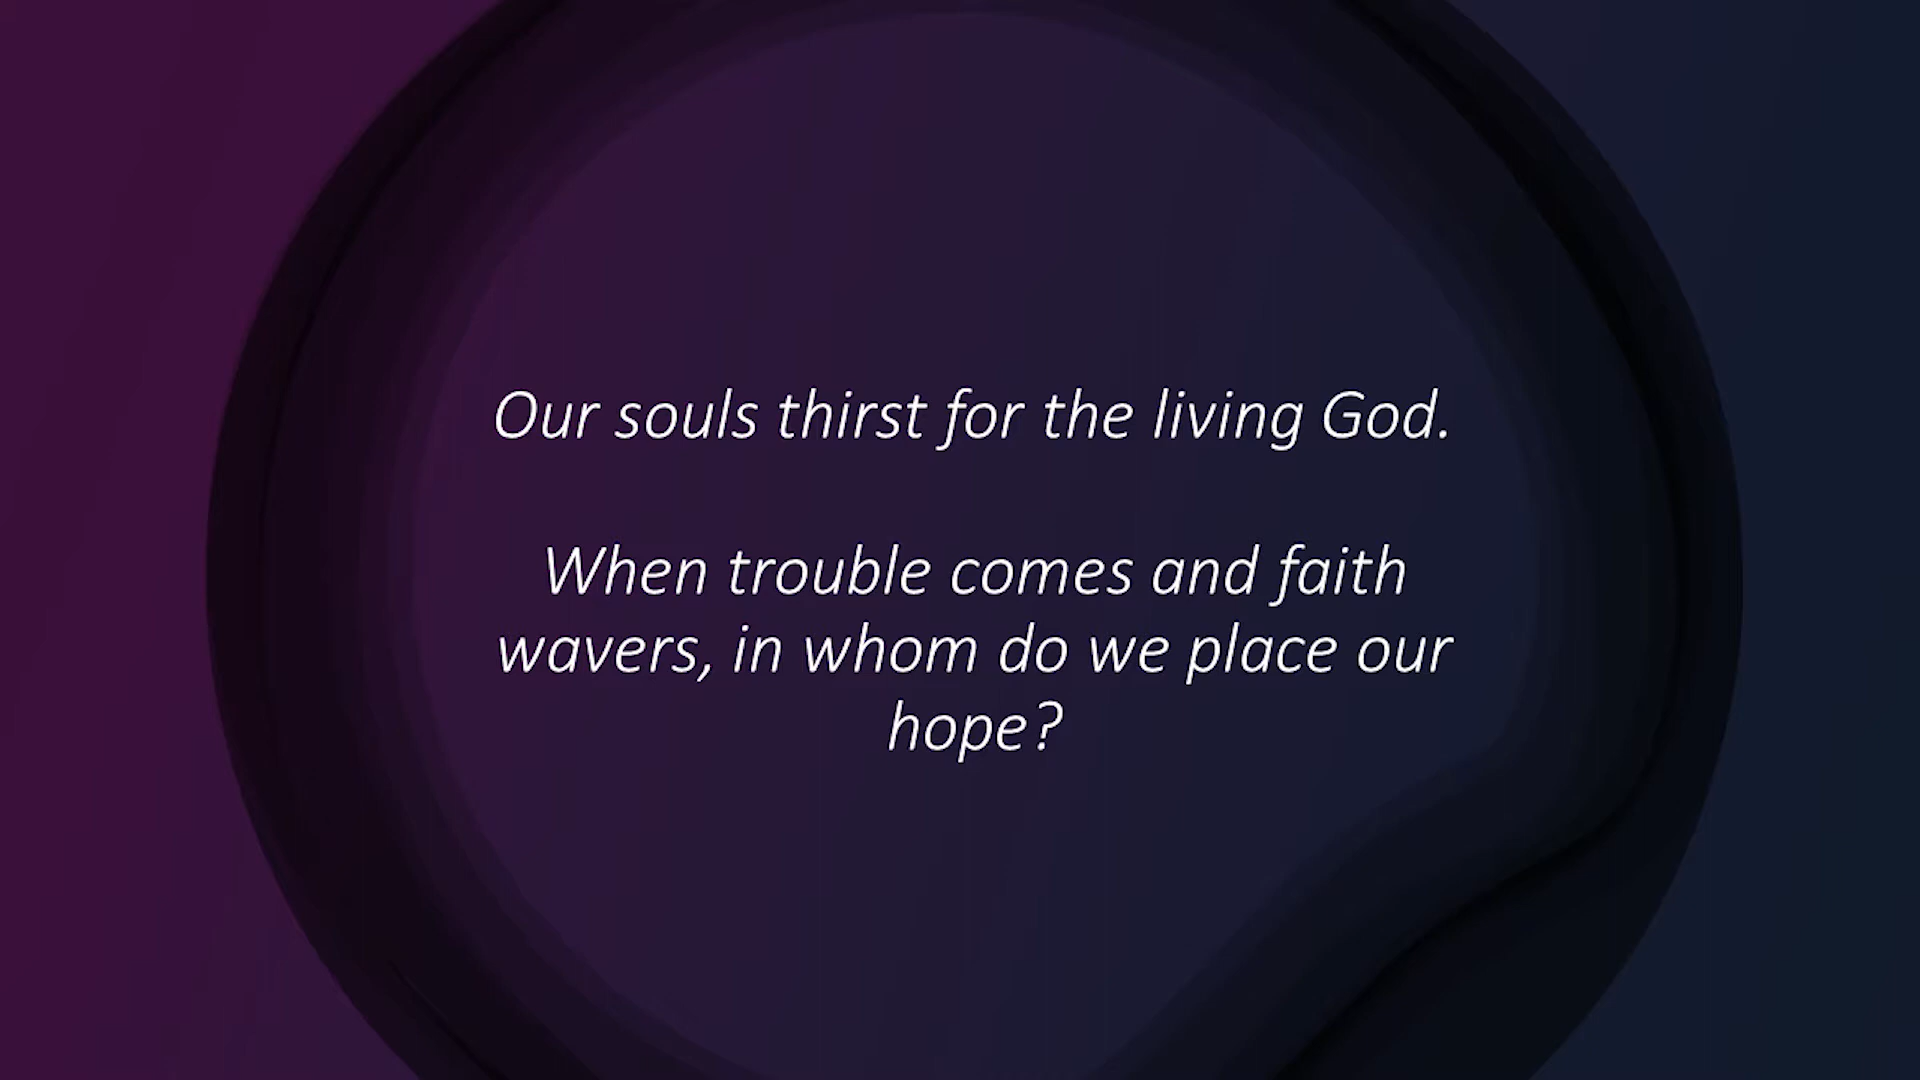 Our souls thirst for the living God.
When trouble comes and faith
wavers, in whom do we place our
hope?